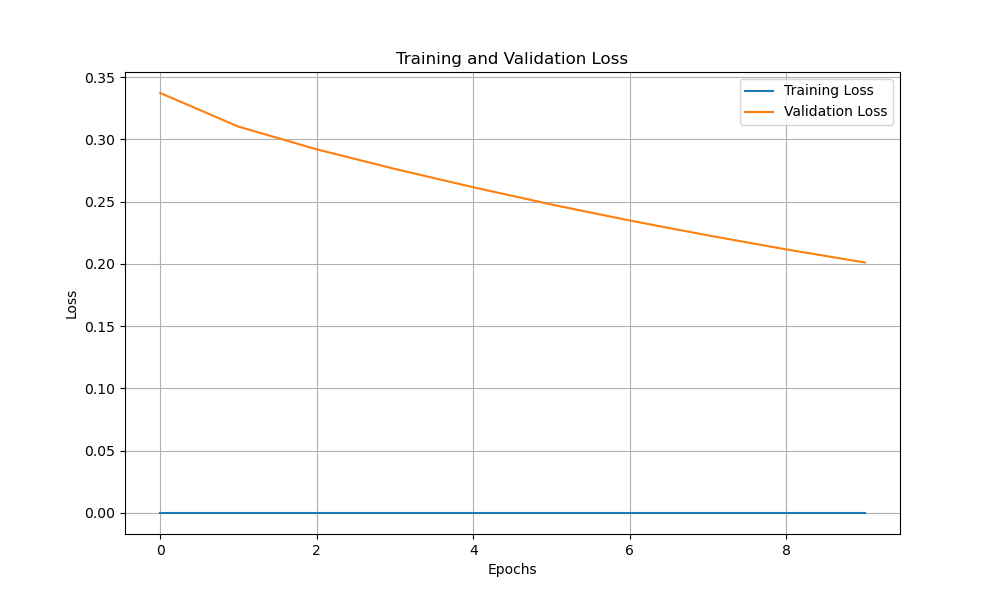 Training and Validation Loss
Training Loss
Validation Loss
0.35
0.30
0.25
0.20
0.15
0.10
0.05
0.00
Loss
0 2 4 6 8
Epochs